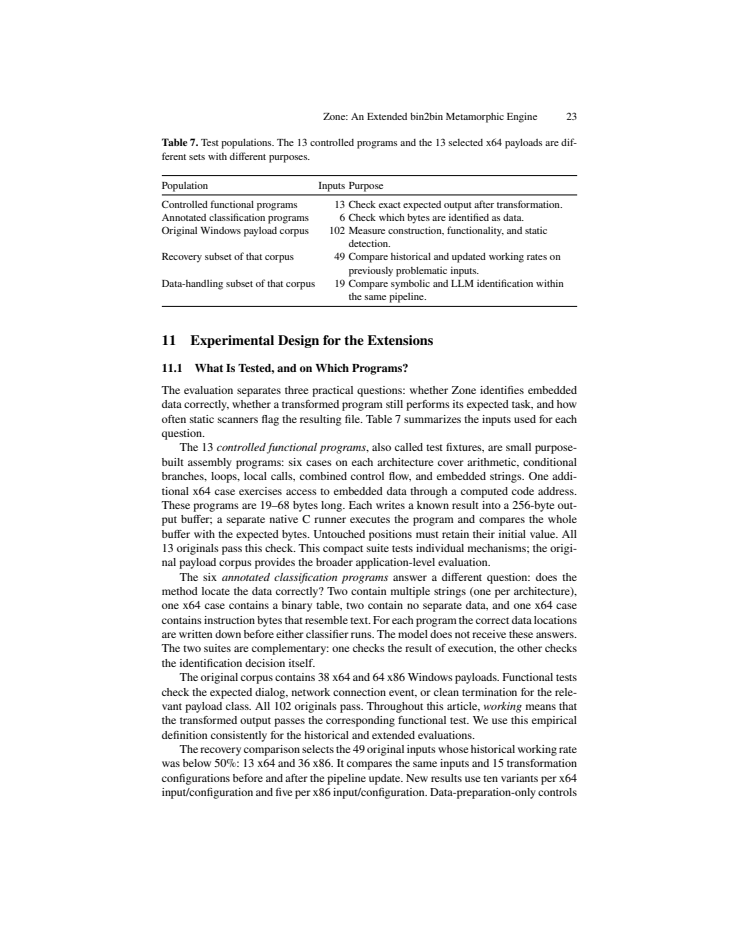 Zone: An Extended bin2bin Metamorphic Engine 23
Table 7. Test populations. The 13 controlled programs and the 13 selected x64 payloads are dif-
ferent sets with different purposes.
Population Inputs Purpose
Controlled functional programs 13 Check exact expected output after transformation.
Annotated classification programs 6 Check which bytes are identified as data.
Original Windows payload corpus 102 Measure construction, functionality, and static
detection.
Recovery subset of that corpus 49 Compare historical and updated working rates on
previously problematic inputs.
Data-handling subset of that corpus 19 Compare symbolic and LLM identification within
the same pipeline.
11 Experimental Design for the Extensions
11.1 What Is Tested, and on Which Programs?
The evaluation separates three practical questions: whether Zone identifies embedded
data correctly, whether a transformed program still performs its expected task, and how
often static scanners flag the resulting file. Table 7 summarizes the inputs used for each
question.
The 13 controlled functional programs, also called test fixtures, are small purpose-
built assembly programs: six cases on each architecture cover arithmetic, conditional
branches, loops, local calls, combined control flow, and embedded strings. One addi-
tional x64 case exercises access to embedded data through a computed code address.
These programs are 19–68 bytes long. Each writes a known result into a 256-byte out-
put buffer; a separate native C runner executes the program and compares the whole
buffer with the expected bytes. Untouched positions must retain their initial value. All
13 originals pass this check. This compact suite tests individual mechanisms; the origi-
nal payload corpus provides the broader application-level evaluation.
The six annotated classification programs answer a different question: does the
method locate the data correctly? Two contain multiple strings (one per architecture),
one x64 case contains a binary table, two contain no separate data, and one x64 case
contains instruction bytes that resemble text. For each program the correct data locations
are written down before either classifier runs. The model does not receive these answers.
The two suites are complementary: one checks the result of execution, the other checks
the identification decision itself.
The original corpus contains 38 x64 and 64 x86 Windows payloads. Functional tests
check the expected dialog, network connection event, or clean termination for the rele-
vant payload class. All 102 originals pass. Throughout this article, working means that
the transformed output passes the corresponding functional test. We use this empirical
definition consistently for the historical and extended evaluations.
The recovery comparison selects the 49 original inputs whose historical working rate
was below 50%: 13 x64 and 36 x86. It compares the same inputs and 15 transformation
configurations before and after the pipeline update. New results use ten variants per x64
input/configuration and five per x86 input/configuration. Data-preparation-only controls